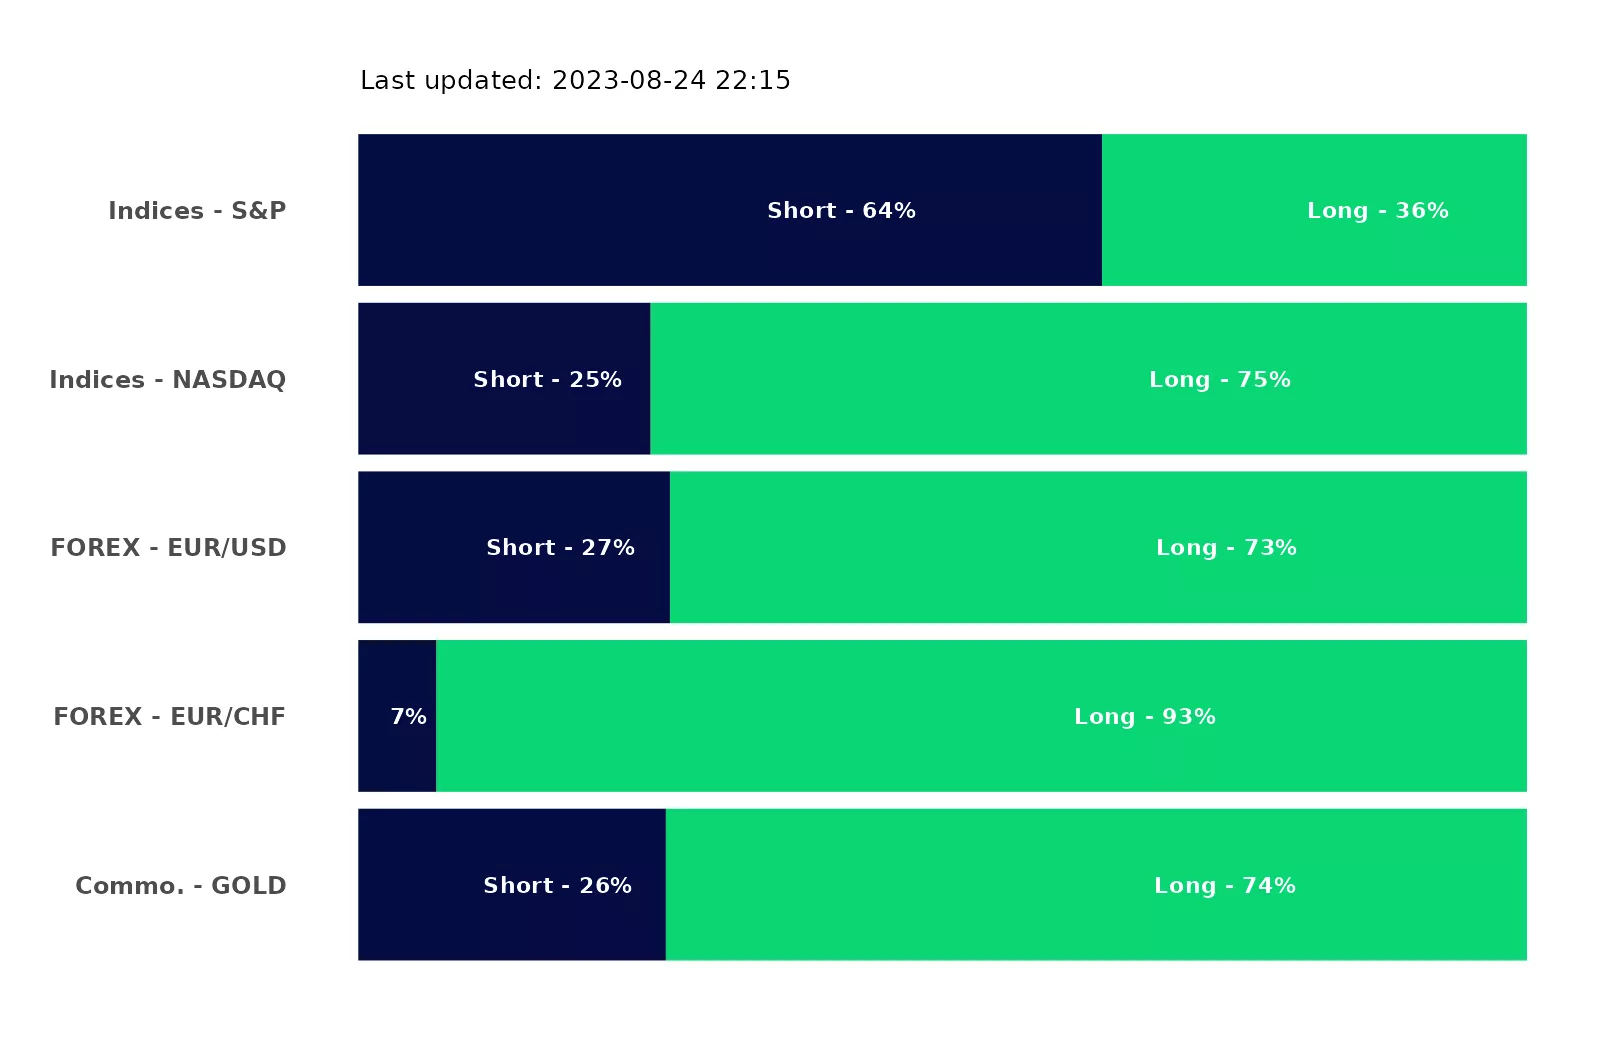 Last updated: 2023-08-24 22:15
Indices - S&P Short - 64% Long - 36%
Indices - NASDAQ Short - 25% Long - 75%
FOREX - EUR/USD Short - 27% Long - 73%
FOREX - EUR/CHF 7% Long - 93%
Commo. - GOLD Short - 26% Long - 74%